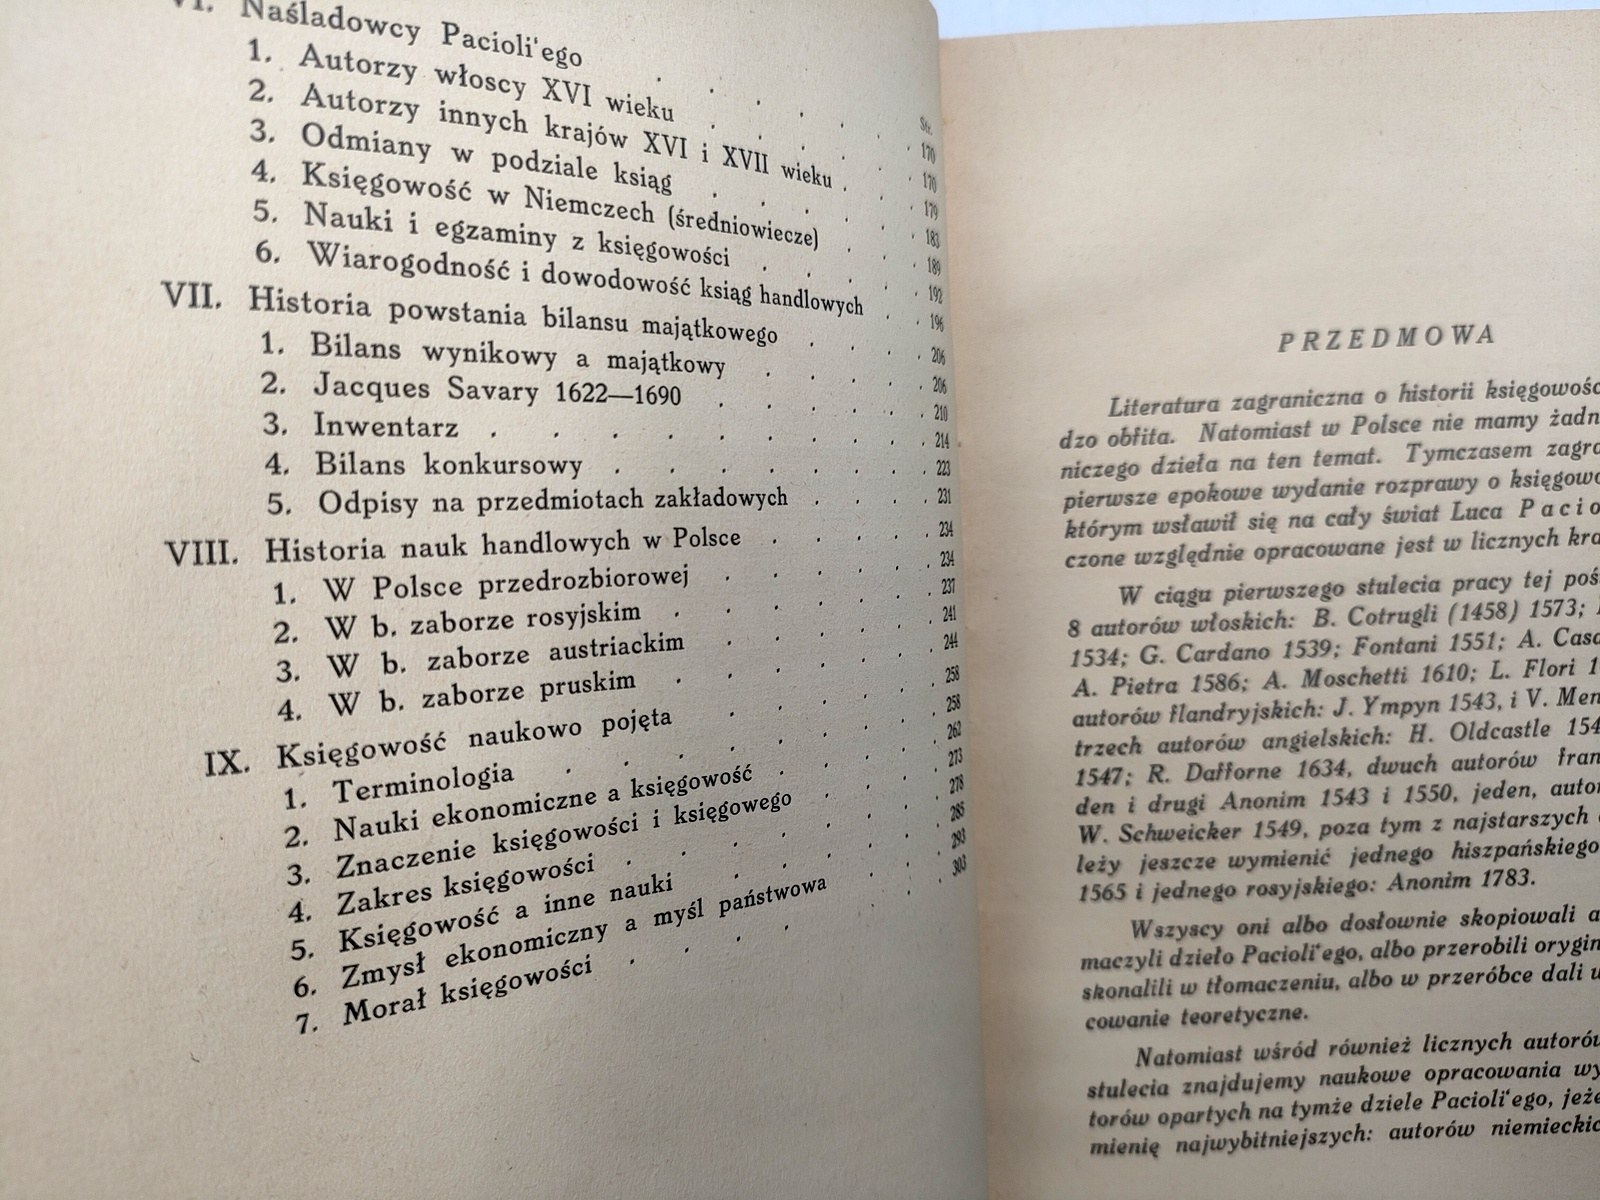 VI. Naśladowcy Pacioli'ego . . . . . 170
Str.
1. Autorzy włoscy XVI wieku . . . . 170
2. Autorzy innych krajów XVI i XVII wieku . . . 179
3. Odmiany w podziale ksiąg . . . . 183
4. Księgowość w Niemczech (średniowiecze) . . . 189
5. Nauki i egzaminy z księgowości . . . . 192
6. Wiarogodność i dowodowość ksiąg handlowych . . 196
VII. Historia powstania bilansu majątkowego . . . . 206
1. Bilans wynikowy a majątkowy . . . . 206
2. Jacques Savary 1622—1690 . . . . . 210
3. Inwentarz . . . . . . . . 214
4. Bilans konkursowy . . . . . . . 223
5. Odpisy na przedmiotach zakładowych . . . . 231
VIII. Historia nauk handlowych w Polsce . . . . . 234
1. W Polsce przedrozbiorowej . . . . . 234
2. W b. zaborze rosyjskim . . . . . . 237
3. W b. zaborze austriackim . . . . . 241
4. W b. zaborze pruskim . . . . . . 244
IX. Księgowość naukowo pojęta . . . . . 258
1. Terminologia . . . . . . . 258
2. Nauki ekonomiczne a księgowość . . . . 262
3. Znaczenie księgowości i księgowego . . . . 273
4. Zakres księgowości . . . . . . 278
5. Księgowość a inne nauki . . . . . 285
6. Zmysł ekonomiczny a myśl państwowa . . . 293
7. Morał księgowości . . . . . . 303
PRZEDMOWA
Literatura zagraniczna o historii księgowośc
dzo obfita. Natomiast w Polsce nie mamy żadn
niczego dzieła na ten temat. Tymczasem zagra
pierwsze epokowe wydanie rozprawy o księgowo
którym wsławił się na cały świat Luca Pacio
czone względnie opracowane jest w licznych kra
W ciągu pierwszego stulecia pracy tej poś
8 autorów włoskich: B. Cotrugli (1458) 1573;
1534; G. Cardano 1539; Fontani 1551; A. Casa
A. Pietra 1586; A. Moschetti 1610; L. Flori 1
autorów flandryjskich: J. Ympyn 1543, i V. Men
trzech autorów angielskich: H. Oldcastle 154
1547; R. Dafforne 1634, dwuch autorów fran
den i drugi Anonim 1543 i 1550, jeden, autor
W. Schweicker 1549, poza tym z najstarszych
leży jeszcze wymienić jednego hiszpańskiego
1565 i jednego rosyjskiego: Anonim 1783.
Wszyscy oni albo dosłownie skopiowali a
maczyli dzieło Pacioli'ego, albo przerobili orygin
skonalili w tłomaczeniu, albo w przeróbce dali w
cowanie teoretyczne.
Natomiast wśród również licznych autorów
stulecia znajdujemy naukowe opracowania wy
torów opartych na tymże dziele Pacioli'ego, jeże
mienię najwybitniejszych: autorów niemieckic